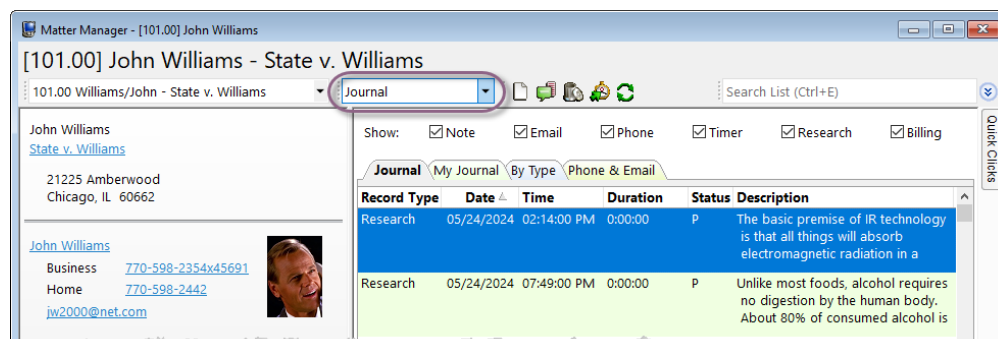 Matter Manager - [101.00] John Williams
[101.00] John Williams - State v. Williams
101.00 Williams/John - State v. Williams
Journal
Search List (Ctrl+E)
Quick Clicks
John Williams
State v. Williams
21225 Amberwood
Chicago, IL 60662
John Williams
Business 770-598-2354x45691
Home 770-598-2442
jw2000@net.com
Show: Note Email Phone Timer Research Billing
Journal My Journal By Type Phone & Email
Record Type Date Time Duration Status Description
Research 05/24/2024 02:14:00 PM 0:00:00 P The basic premise of IR technology
is that all things will absorb
electromagnetic radiation in a
Research 05/24/2024 07:49:00 PM 0:00:00 P Unlike most foods, alcohol requires
no digestion by the human body.
About 80% of consumed alcohol is